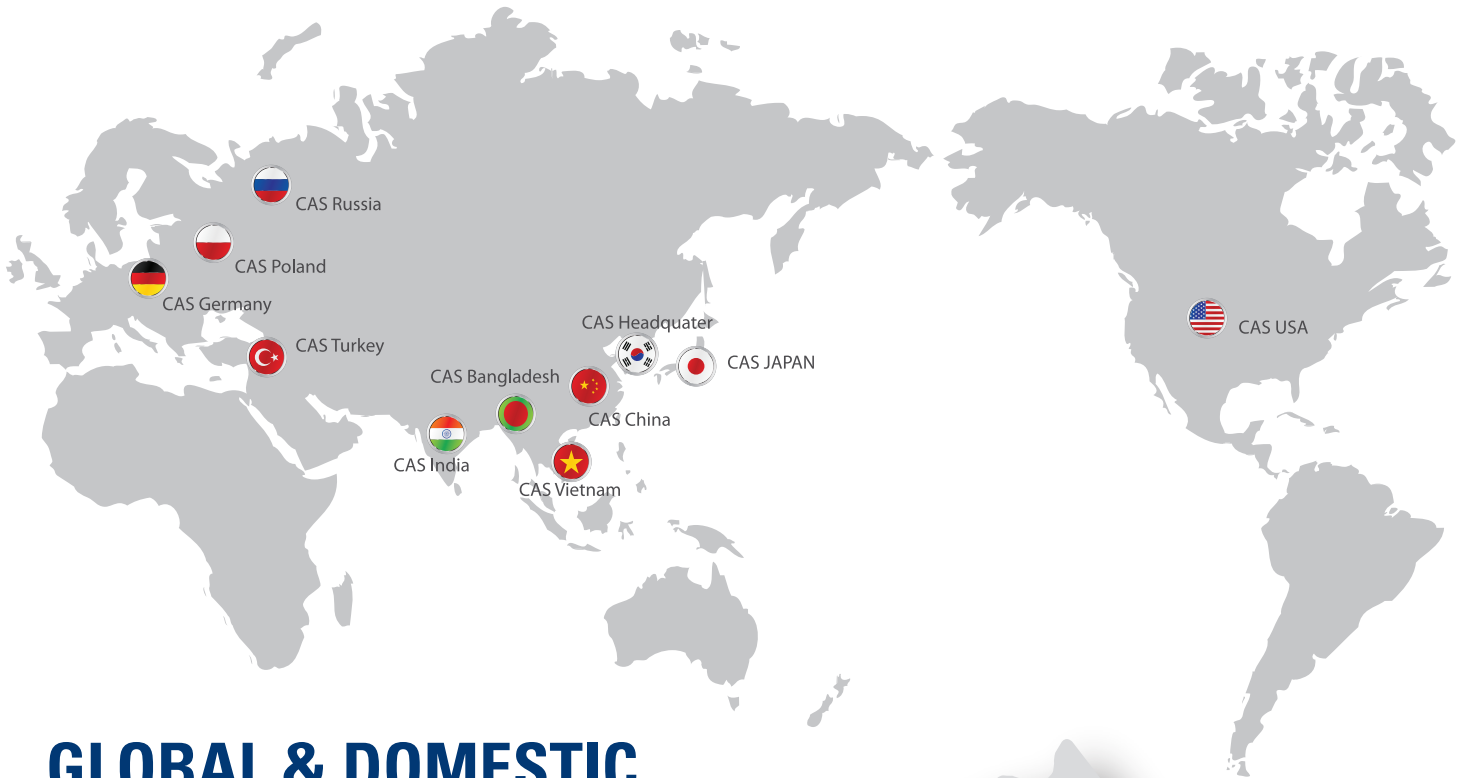 CAS Russia
CAS Poland
CAS Germany
CAS Headquater
CAS USA
CAS Turkey
CAS JAPAN
CAS Bangladesh
CAS China
CAS India
CAS Vietnam
GLOBAL & DOMESTIC